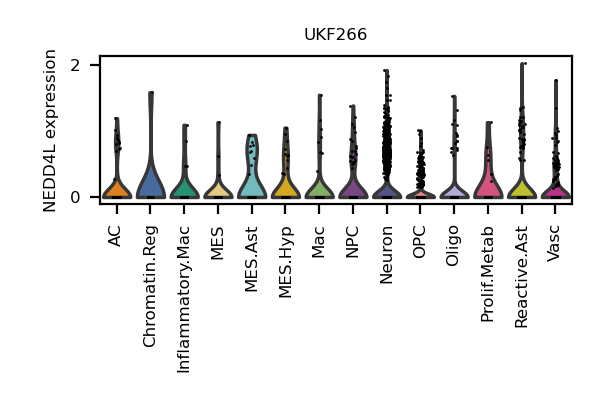 UKF266
NEDD4L expression
2
0
AC
Chromatin.Reg
Inflammatory.Mac
MES
MES.Ast
MES.Hyp
Mac
NPC
Neuron
OPC
Oligo
Prolif.Metab
Reactive.Ast
Vasc